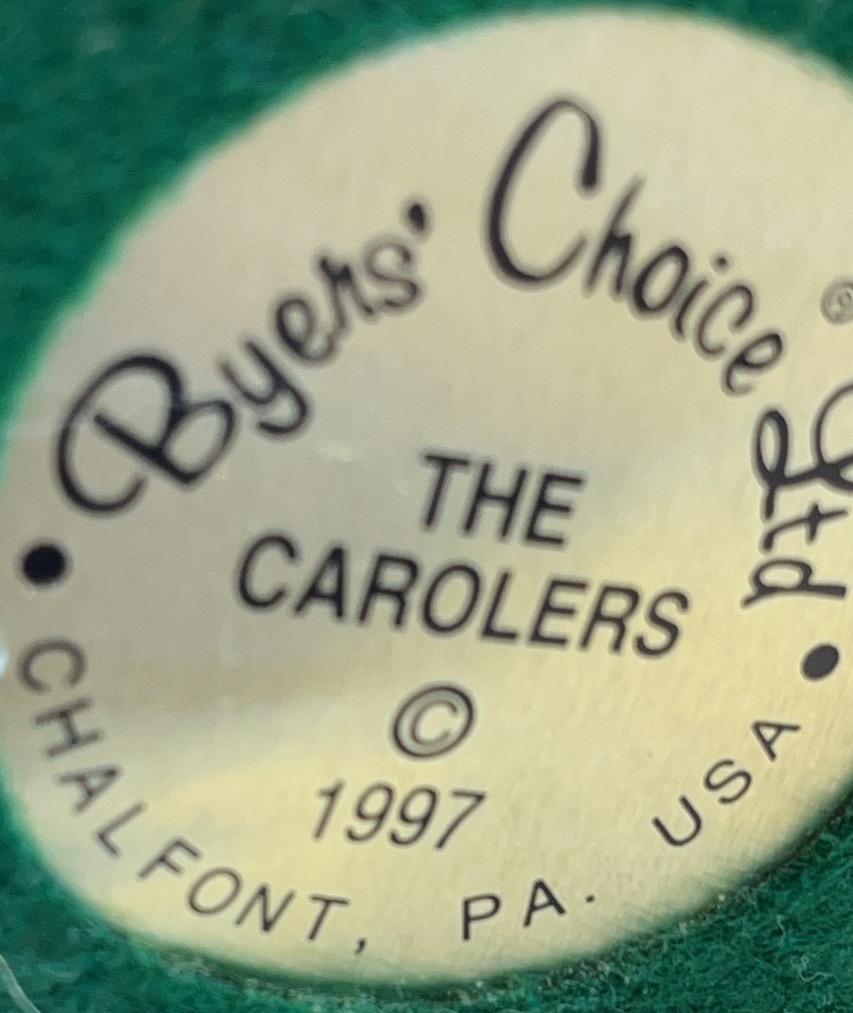 Byers' Choice Ltd
THE
CAROLERS
©
1997
CHALFONT, PA. USA